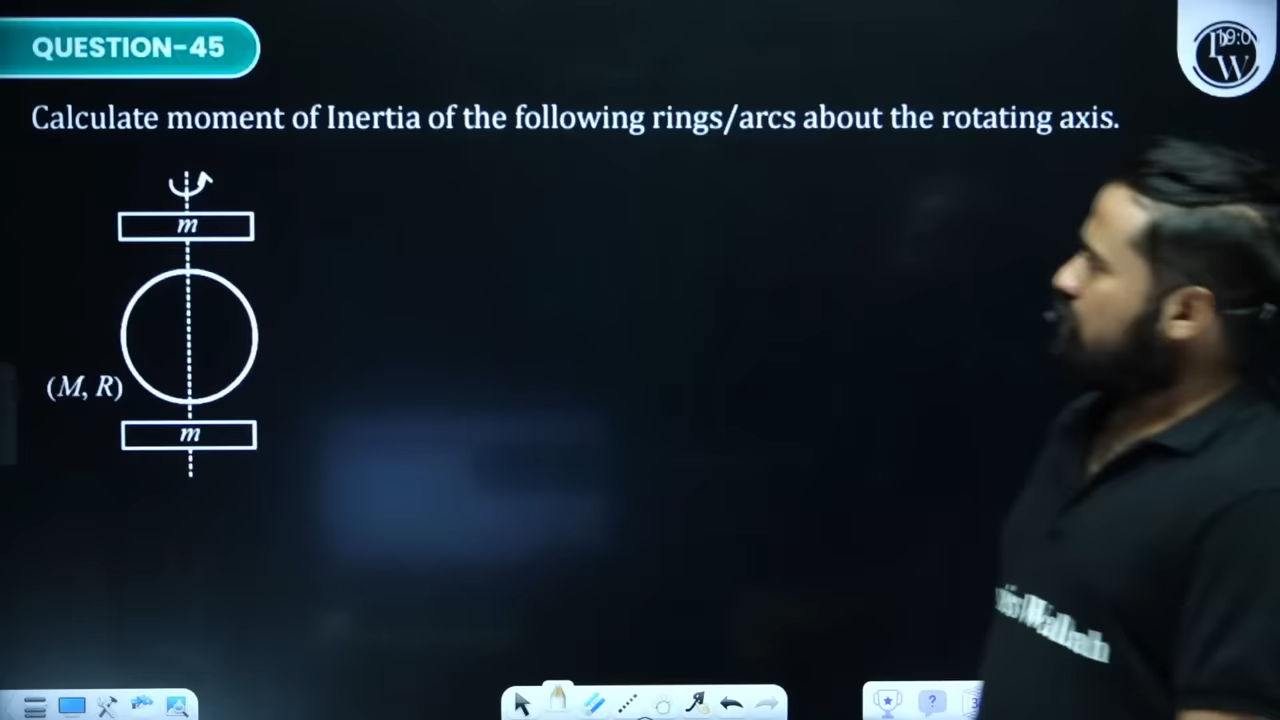 QUESTION-45
Calculate moment of Inertia of the following rings/arcs about the rotating axis.
m
(M, R)
m